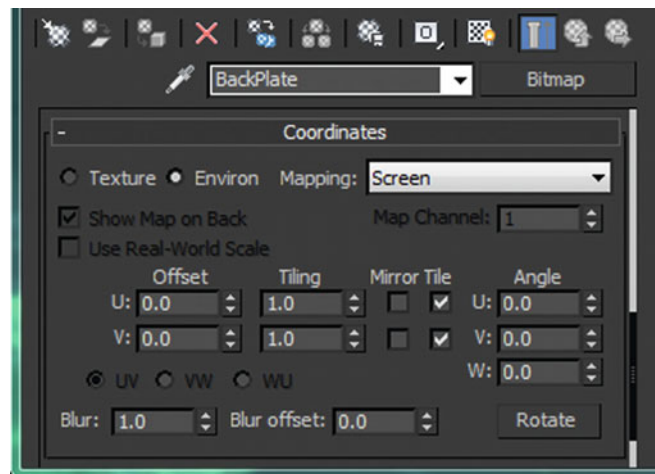 BackPlate Bitmap
- Coordinates
Texture Environ Mapping: Screen
Show Map on Back Map Channel: 1
Use Real-World Scale
Offset Tiling Mirror Tile Angle
U: 0.0 1.0 U: 0.0
V: 0.0 1.0 V: 0.0
UV VW WU W: 0.0
Blur: 1.0 Blur offset: 0.0 Rotate